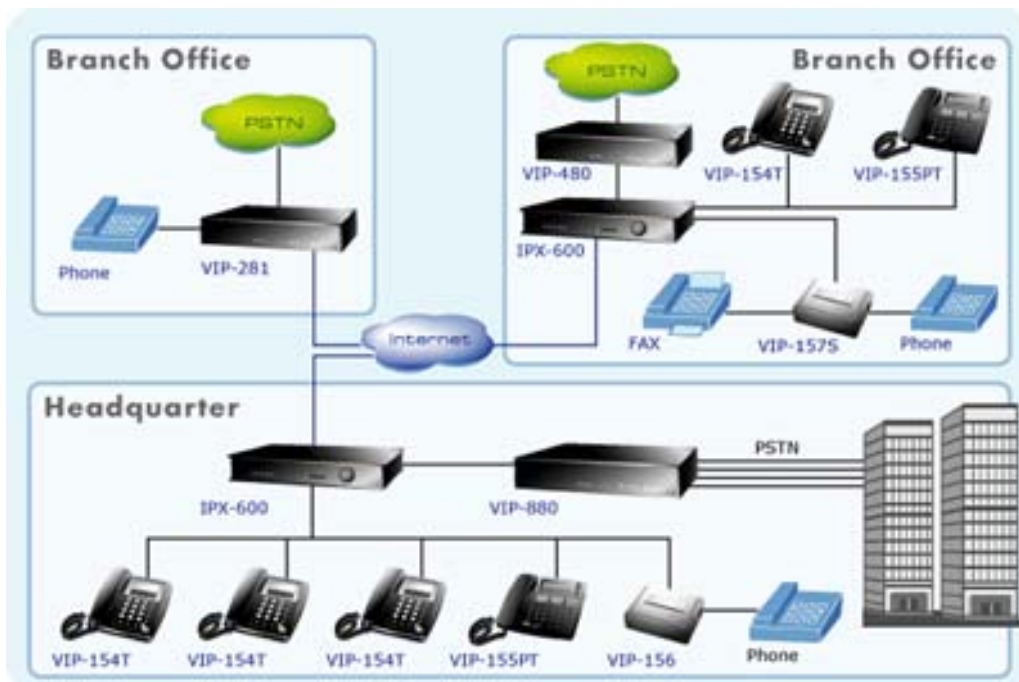 Branch Office
PSTN
Phone
VIP-281
Branch Office
PSTN
VIP-480
VIP-154T
VIP-155PT
IPX-600
FAX
VIP-157S
Phone
Internet
Headquarter
IPX-600
VIP-880
PSTN
VIP-154T
VIP-154T
VIP-154T
VIP-155PT
VIP-156
Phone